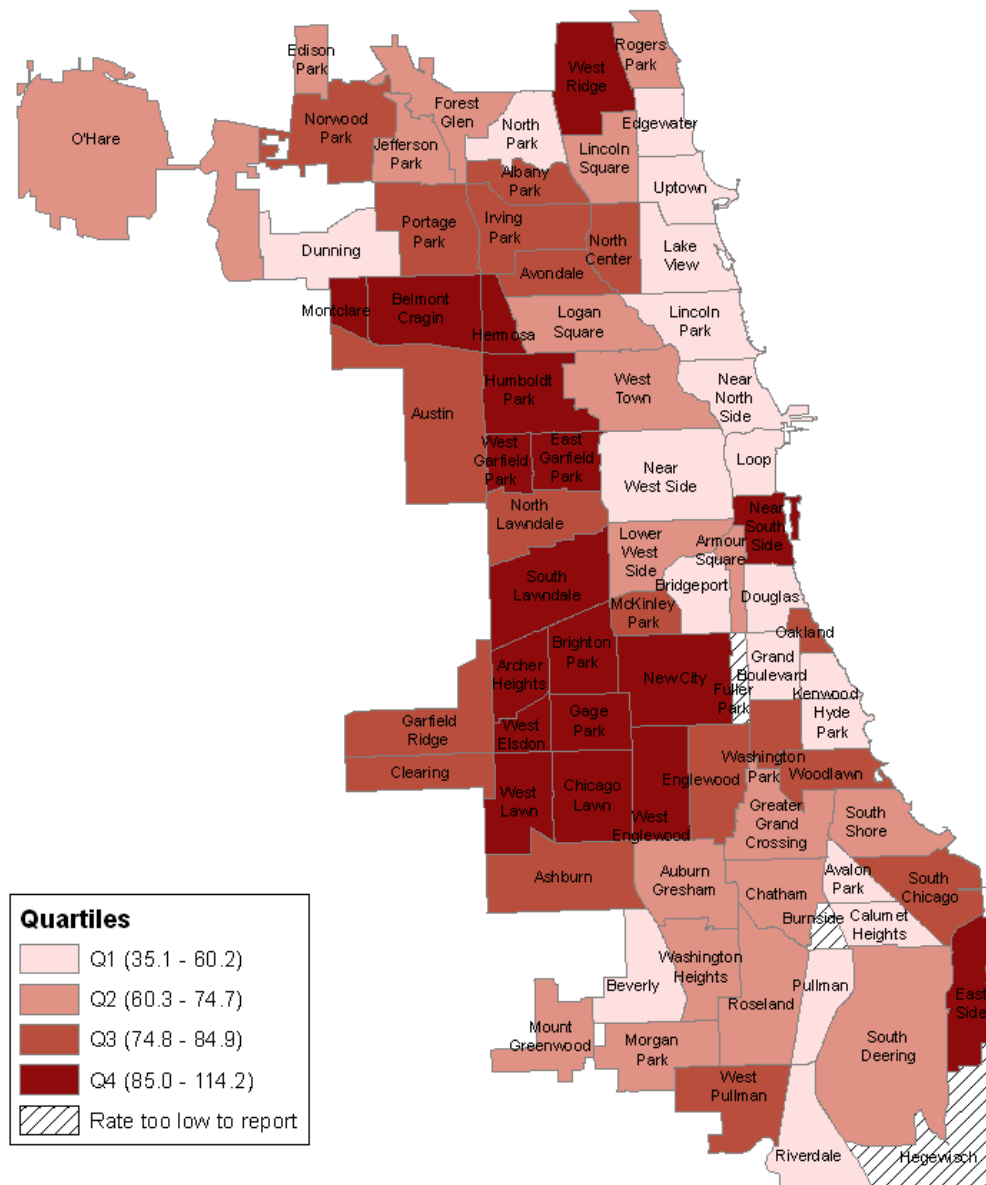 Edison
Park
Rogers
Park
West
Ridge
O'Hare
Norwood
Park
Forest
Glen
North
Park
Edgewater
Jefferson
Park
Lincoln
Square
Albany
Park
Uptown
Portage
Park
Irving
Park
North
Center
Lake
View
Dunning
Avondale
Montclare
Belmont
Cragin
Hermosa
Logan
Square
Lincoln
Park
Humboldt
Park
West
Town
Near
North
Side
Austin
West
Garfield
Park
East
Garfield
Park
Near
West Side
Loop
North
Lawndale
Near
South
Side
Lower
West
Side
Armour
Square
South
Lawndale
Bridgeport
Douglas
McKinley
Park
Oakland
Brighton
Park
Archer
Heights
New City
Fuller
Park
Grand
Boulevard
Kenwood
Hyde
Park
Garfield
Ridge
West
Elsdon
Gage
Park
Clearing
Englewood
Washington
Park
Woodlawn
West
Lawn
Chicago
Lawn
West
Englewood
Greater
Grand
Crossing
South
Shore
Ashburn
Auburn
Gresham
Chatham
Avalon
Park
South
Chicago
Burnside
Calumet
Heights
Beverly
Washington
Heights
Roseland
Pullman
East
Side
Mount
Greenwood
Morgan
Park
South
Deering
West
Pullman
Riverdale
Hegewisch
Quartiles
Q1 (35.1 - 60.2)
Q2 (60.3 - 74.7)
Q3 (74.8 - 84.9)
Q4 (85.0 - 114.2)
Rate too low to report